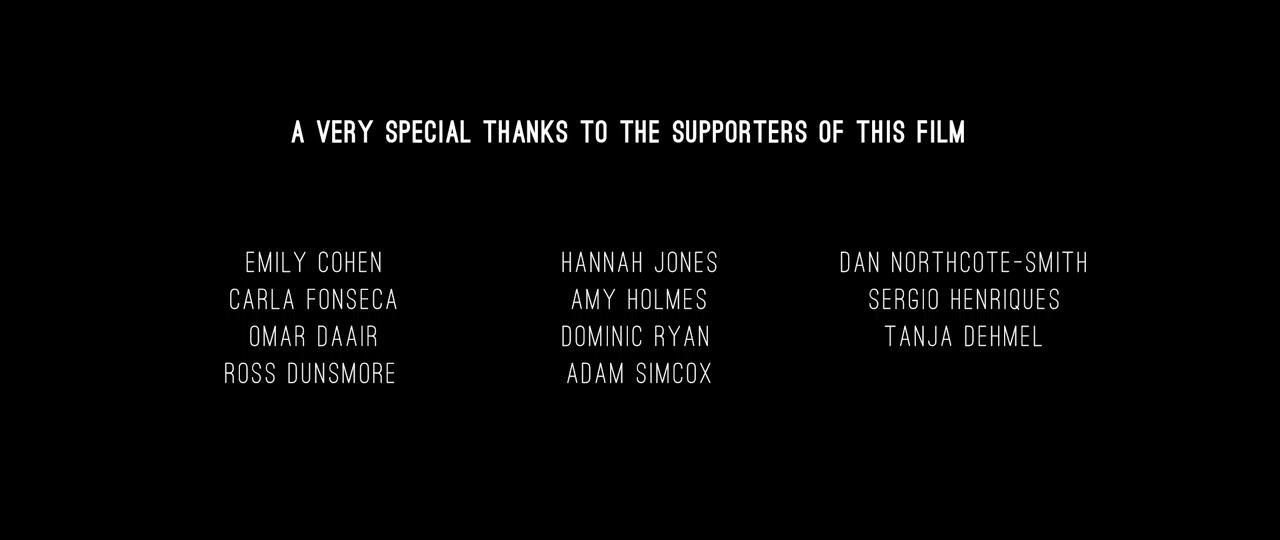 A VERY SPECIAL THANKS TO THE SUPPORTERS OF THIS FILM
EMILY COHEN
CARLA FONSECA
OMAR DAAIR
ROSS DUNSMORE
HANNAH JONES
AMY HOLMES
DOMINIC RYAN
ADAM SIMCOX
DAN NORTHCOTE-SMITH
SERGIO HENRIQUES
TANJA DEHMEL